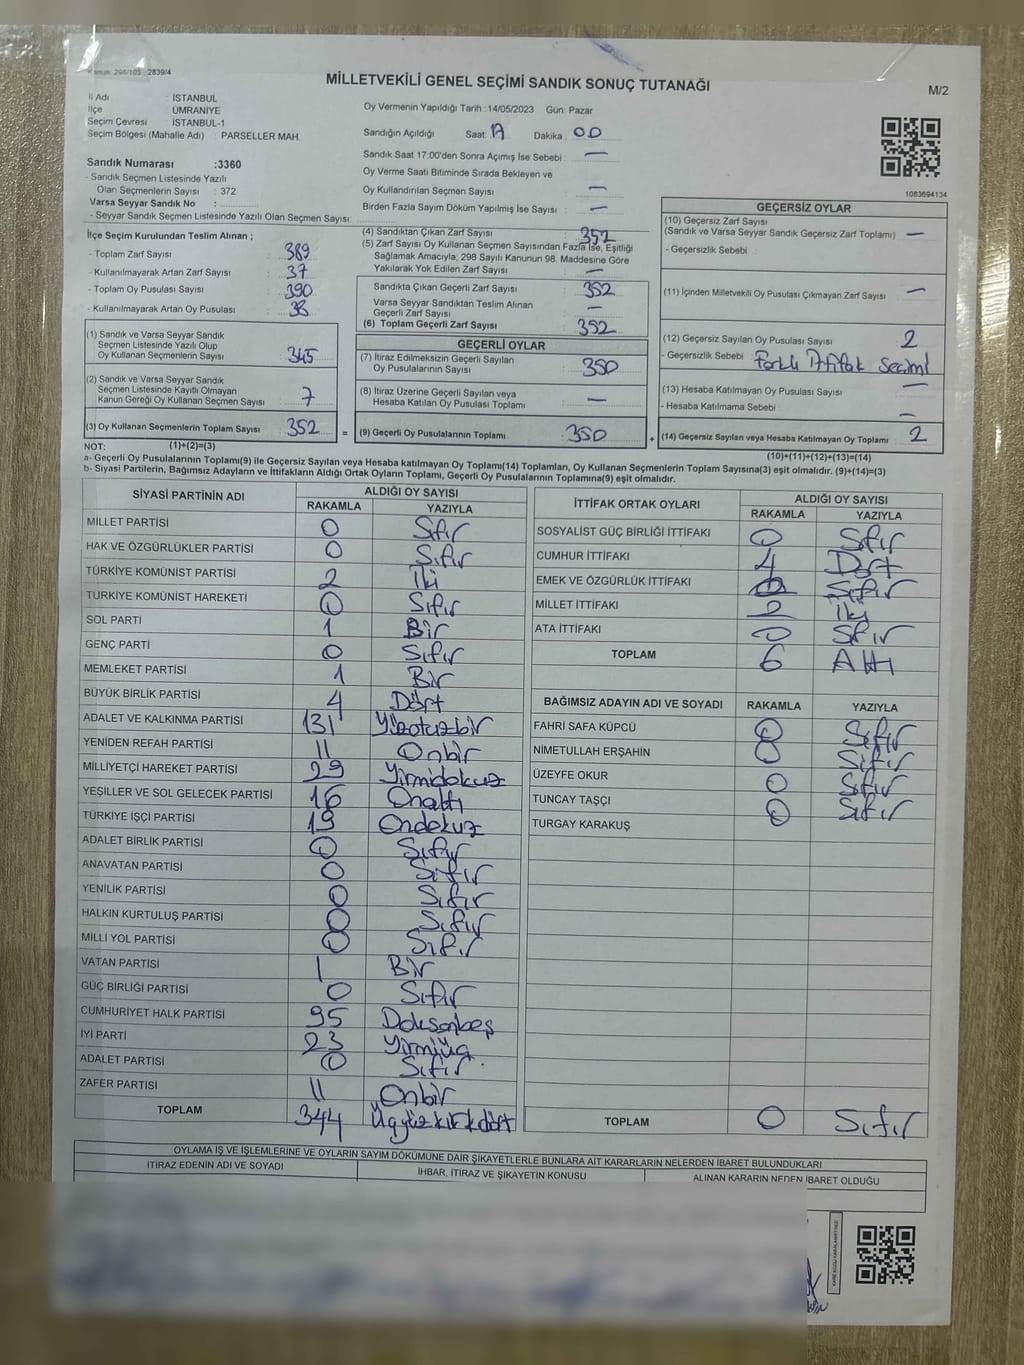 Kanun: 298/105 , 2839/4
MİLLETVEKİLİ GENEL SEÇİMİ SANDIK SONUÇ TUTANAĞI
M/2
İl Adı : İSTANBUL
İlçe : ÜMRANİYE
Seçim Çevresi : İSTANBUL-1
Seçim Bölgesi (Mahalle Adı) : PARSELLER MAH.
Oy Vermenin Yapıldığı Tarih :14/05/2023 Gün: Pazar
Sandığın Açıldığı Saat: 17 Dakika : 00
Sandık Saat 17:00'den Sonra Açılmış İse Sebebi : —
Oy Verme Saati Bitiminde Sırada Bekleyen ve
Oy Kullandırılan Seçmen Sayısı : —
Birden Fazla Sayım Döküm Yapılmış İse Sayısı : —
1083694134
Sandık Numarası :3360
- Sandık Seçmen Listesinde Yazılı
Olan Seçmenlerin Sayısı : 372
Varsa Seyyar Sandık No :
- Seyyar Sandık Seçmen Listesinde Yazılı Olan Seçmen Sayısı:
İlçe Seçim Kurulundan Teslim Alınan ;
- Toplam Zarf Sayısı : 389
- Kullanılmayarak Artan Zarf Sayısı : 37
- Toplam Oy Pusulası Sayısı : 390
- Kullanılmayarak Artan Oy Pusulası : 38
(1) Sandık ve Varsa Seyyar Sandık
Seçmen Listesinde Yazılı Olup
Oy Kullanan Seçmenlerin Sayısı : 345
(2) Sandık ve Varsa Seyyar Sandık
Seçmen Listesinde Kayıtlı Olmayan
Kanun Gereği Oy Kullanan Seçmen Sayısı : 7
(3) Oy Kullanan Seçmenlerin Toplam Sayısı : 352
(4) Sandıktan Çıkan Zarf Sayısı : 352
(5) Zarf Sayısı Oy Kullanan Seçmen Sayısından Fazla İse, Eşitliği
Sağlamak Amacıyla; 298 Sayılı Kanunun 98. Maddesine Göre
Yakılarak Yok Edilen Zarf Sayısı : —
Sandıkta Çıkan Geçerli Zarf Sayısı : 352
Varsa Seyyar Sandıktan Teslim Alınan
Geçerli Zarf Sayısı : —
(6) Toplam Geçerli Zarf Sayısı : 352
GEÇERLİ OYLAR
(7) İtiraz Edilmeksizin Geçerli Sayılan
Oy Pusulalarının Sayısı : 350
(8) İtiraz Üzerine Geçerli Sayılan veya
Hesaba Katılan Oy Pusulası Toplamı : —
= (9) Geçerli Oy Pusulalarının Toplamı : 350
GEÇERSİZ OYLAR
(10) Geçersiz Zarf Sayısı
(Sandık ve Varsa Seyyar Sandık Geçersiz Zarf Toplamı) —
- Geçersizlik Sebebi :
(11) İçinden Milletvekili Oy Pusulası Çıkmayan Zarf Sayısı : —
(12) Geçersiz Sayılan Oy Pusulası Sayısı : 2
- Geçersizlik Sebebi : Farklı İttifak Seçimi
(13) Hesaba Katılmayan Oy Pusulası Sayısı : —
- Hesaba Katılmama Sebebi : —
+ (14) Geçersiz Sayılan veya Hesaba Katılmayan Oy Toplamı : 2
NOT: (1)+(2)=(3)
(10)+(11)+(12)+(13)=(14)
a- Geçerli Oy Pusulalarının Toplamı(9) ile Geçersiz Sayılan veya Hesaba katılmayan Oy Toplamı(14) Toplamları, Oy Kullanan Seçmenlerin Toplam Sayısına(3) eşit olmalıdır. (9)+(14)=(3)
b- Siyasi Partilerin, Bağımsız Adayların ve İttifakların Aldığı Ortak Oyların Toplamı, Geçerli Oy Pusulalarının Toplamına(9) eşit olmalıdır.
SİYASİ PARTİNİN ADI ALDIĞI OY SAYISI
RAKAMLA YAZIYLA
MİLLET PARTİSİ 0 Sıfır
HAK VE ÖZGÜRLÜKLER PARTİSİ 0 Sıfır
TÜRKİYE KOMÜNİST PARTİSİ 2 İki
TÜRKİYE KOMÜNİST HAREKETİ 0 Sıfır
SOL PARTİ 1 Bir
GENÇ PARTİ 0 Sıfır
MEMLEKET PARTİSİ 1 Bir
BÜYÜK BİRLİK PARTİSİ 4 Dört
ADALET VE KALKINMA PARTİSİ 131 Yüzotuzbir
YENİDEN REFAH PARTİSİ 11 Onbir
MİLLİYETÇİ HAREKET PARTİSİ 29 Yirmidokuz
YEŞİLLER VE SOL GELECEK PARTİSİ 16 Onaltı
TÜRKİYE İŞÇİ PARTİSİ 19 Ondokuz
ADALET BİRLİK PARTİSİ 0 Sıfır
ANAVATAN PARTİSİ 0 Sıfır
YENİLİK PARTİSİ 0 Sıfır
HALKIN KURTULUŞ PARTİSİ 0 Sıfır
MİLLİ YOL PARTİSİ 0 Sıfır
VATAN PARTİSİ 1 Bir
GÜÇ BİRLİĞİ PARTİSİ 0 Sıfır
CUMHURİYET HALK PARTİSİ 95 Doksanbeş
İYİ PARTİ 23 Yirmiüç
ADALET PARTİSİ 0 Sıfır
ZAFER PARTİSİ 11 Onbir
TOPLAM 344 Üçyüzkırkdört
İTTİFAK ORTAK OYLARI ALDIĞI OY SAYISI
RAKAMLA YAZIYLA
SOSYALİST GÜÇ BİRLİĞİ İTTİFAKI 0 Sıfır
CUMHUR İTTİFAKI 4 Dört
EMEK VE ÖZGÜRLÜK İTTİFAKI 0 Sıfır
MİLLET İTTİFAKI 2 İki
ATA İTTİFAKI 0 Sıfır
TOPLAM 6 Altı
BAĞIMSIZ ADAYIN ADI VE SOYADI RAKAMLA YAZIYLA
FAHRİ SAFA KÜPCÜ 0 Sıfır
NİMETULLAH ERŞAHİN 0 Sıfır
ÜZEYFE OKUR 0 Sıfır
TUNCAY TAŞÇI 0 Sıfır
TURGAY KARAKUŞ
TOPLAM 0 Sıfır
OYLAMA İŞ VE İŞLEMLERİNE VE OYLARIN SAYIM DÖKÜMÜNE DAİR ŞİKAYETLERLE BUNLARA AİT KARARLARIN NELERDEN İBARET BULUNDUKLARI
İTİRAZ EDENİN ADI VE SOYADI İHBAR, İTİRAZ VE ŞİKAYETİN KONUSU ALINAN KARARIN NEDEN İBARET OLDUĞU